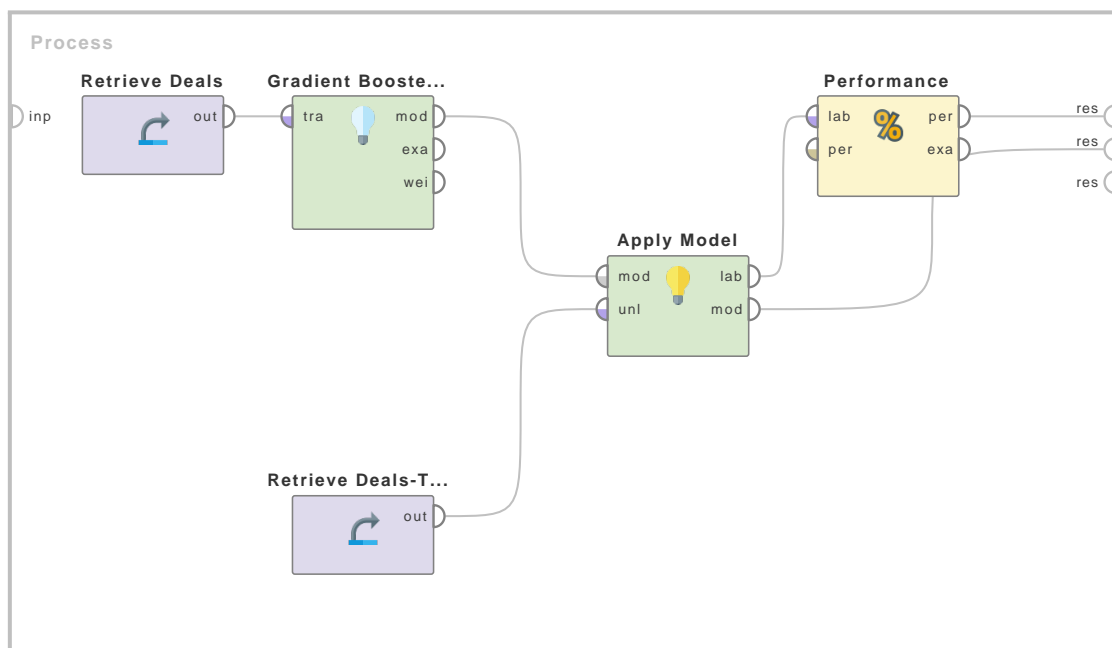 Process
inp
Retrieve Deals
out
Gradient Booste...
tra
mod
exa
wei
Retrieve Deals-T...
out
Apply Model
mod
lab
unl
mod
Performance
lab
per
per
exa
res
res
res